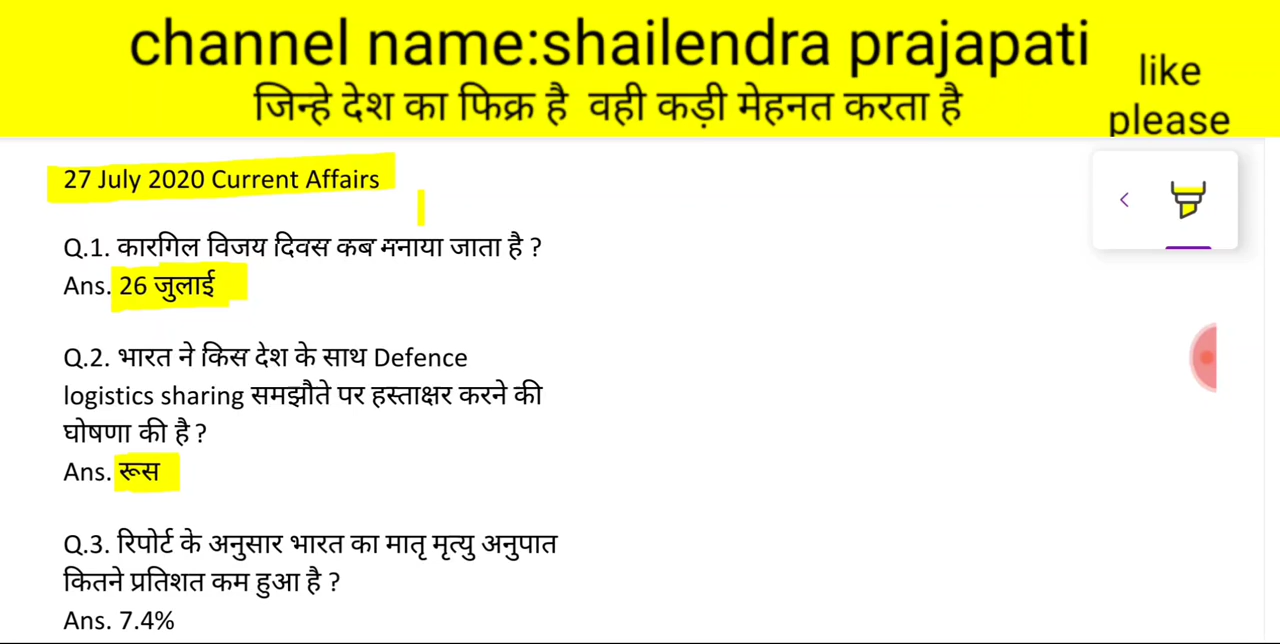 channel name:shailendra prajapati
जिन्हे देश का फिक्र है वही कड़ी मेहनत करता है
like
please
27 July 2020 Current Affairs
Q.1. कारगिल विजय दिवस कब मनाया जाता है ?
Ans. 26 जुलाई
Q.2. भारत ने किस देश के साथ Defence
logistics sharing समझौते पर हस्ताक्षर करने की
घोषणा की है ?
Ans. रूस
Q.3. रिपोर्ट के अनुसार भारत का मातृ मृत्यु अनुपात
कितने प्रतिशत कम हुआ है ?
Ans. 7.4%